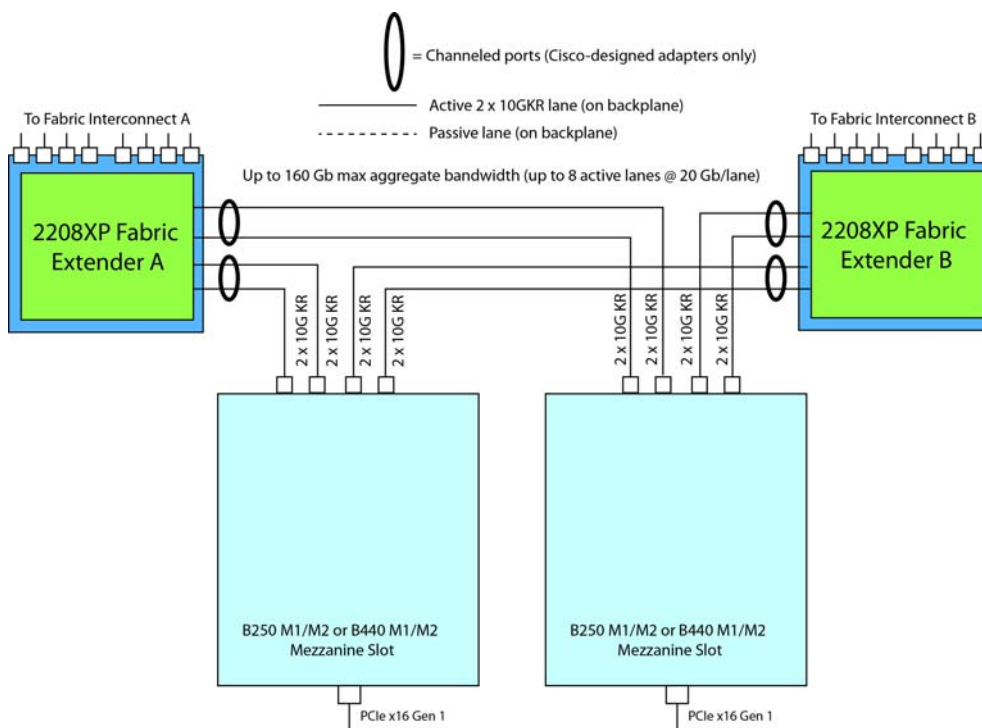 = Channeled ports (Cisco-designed adapters only)
Active 2 x 10GKR lane (on backplane)
Passive lane (on backplane)
To Fabric Interconnect A
To Fabric Interconnect B
Up to 160 Gb max aggregate bandwidth (up to 8 active lanes @ 20 Gb/lane)
2208XP Fabric
Extender A
2208XP Fabric
Extender B
2 x 10G KR
2 x 10G KR
2 x 10G KR
2 x 10G KR
2 x 10G KR
2 x 10G KR
2 x 10G KR
2 x 10G KR
B250 M1/M2 or B440 M1/M2
Mezzanine Slot
B250 M1/M2 or B440 M1/M2
Mezzanine Slot
PCIe x16 Gen 1
PCIe x16 Gen 1